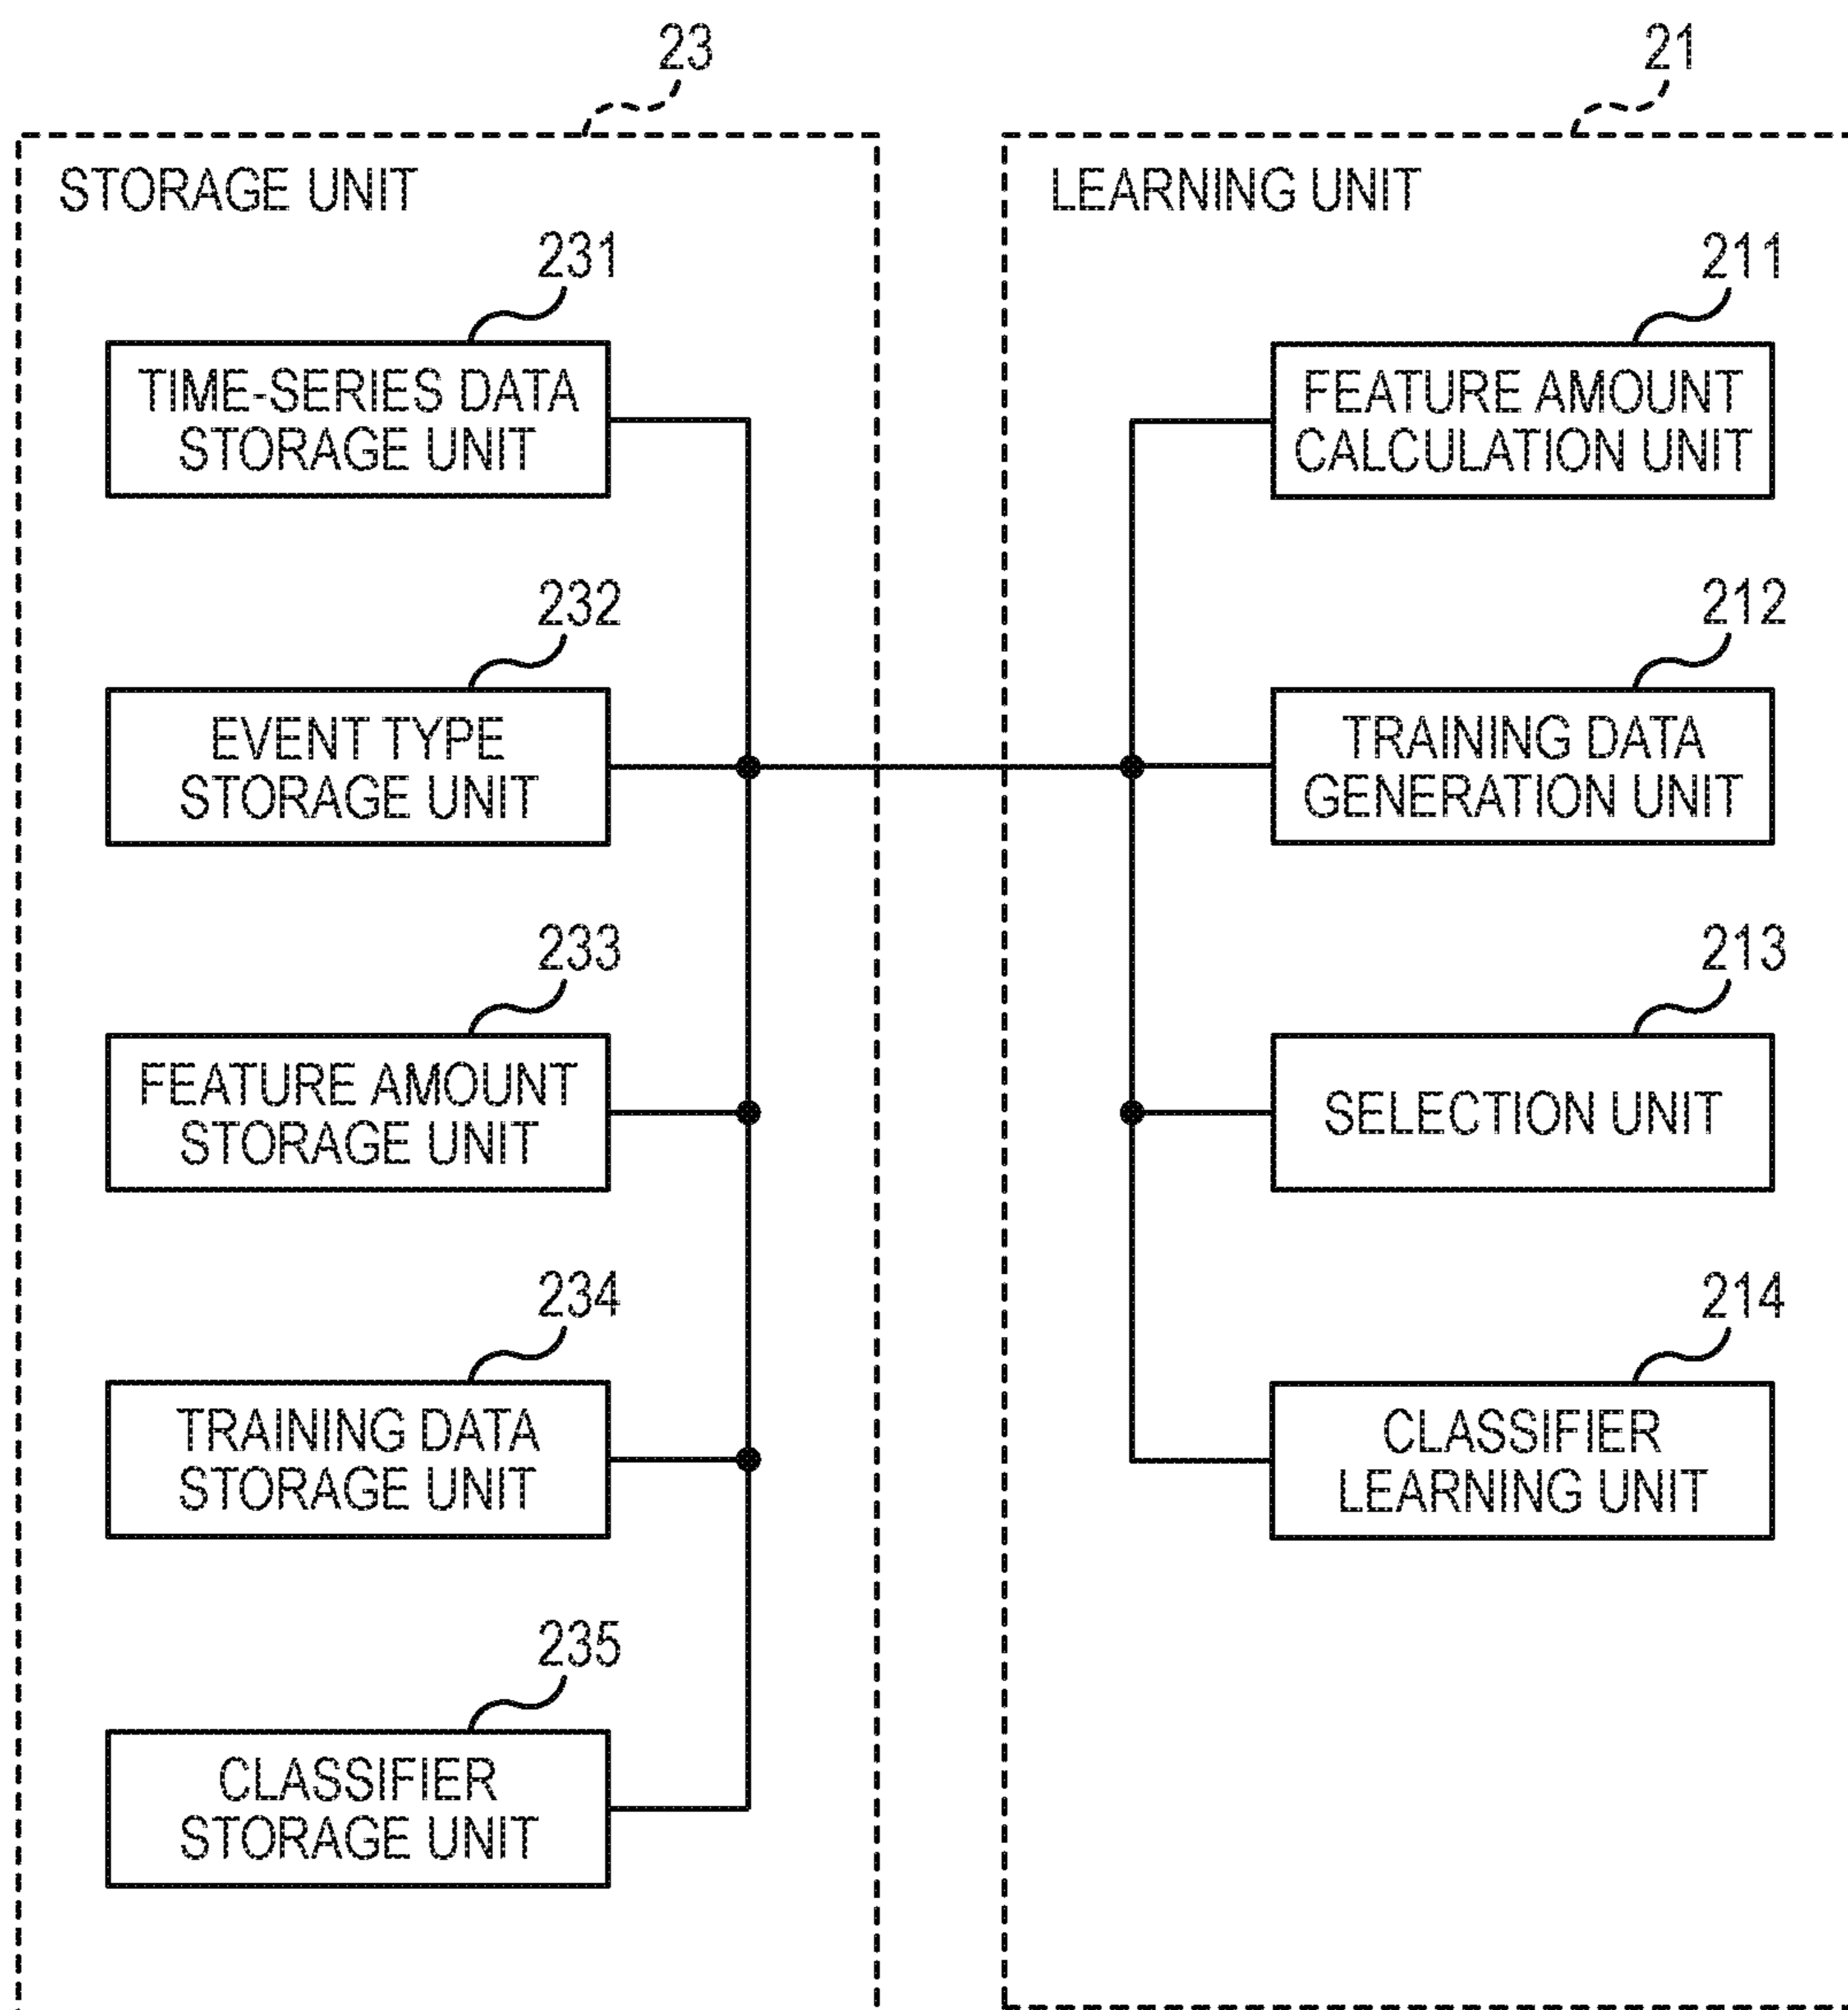 23
STORAGE UNIT
231
TIME-SERIES DATA
STORAGE UNIT
232
EVENT TYPE
STORAGE UNIT
233
FEATURE AMOUNT
STORAGE UNIT
234
TRAINING DATA
STORAGE UNIT
235
CLASSIFIER
STORAGE UNIT
21
LEARNING UNIT
211
FEATURE AMOUNT
CALCULATION UNIT
212
TRAINING DATA
GENERATION UNIT
213
SELECTION UNIT
214
CLASSIFIER
LEARNING UNIT